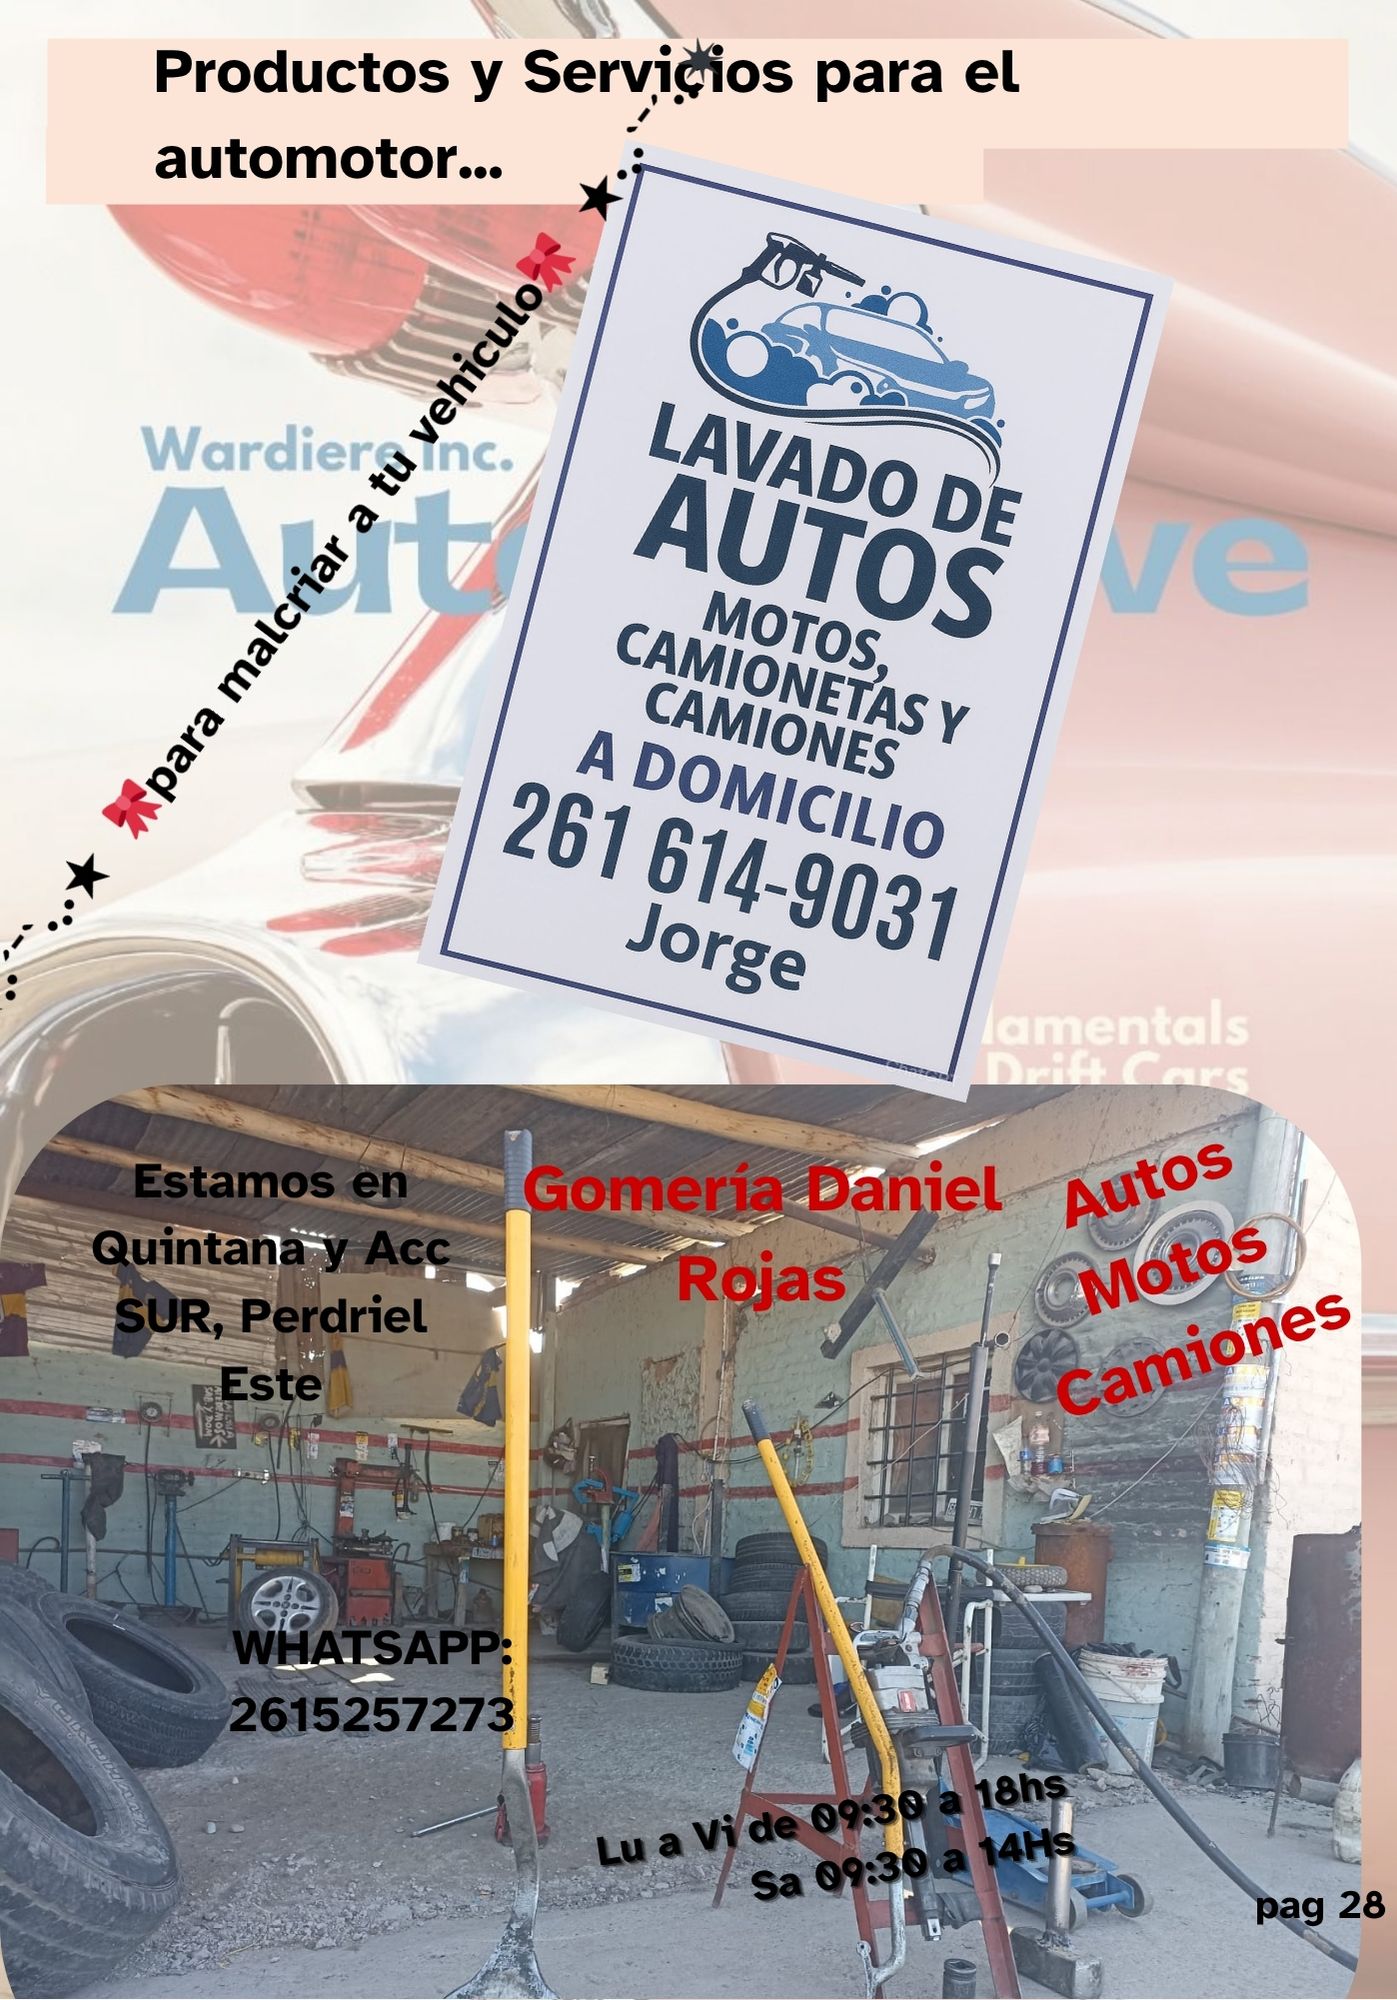 Productos y Servicios para el
automotor...
para malcriar a tu vehiculo
Wardiere Inc.
LAVADO DE
AUTOS
MOTOS,
CAMIONETAS Y
CAMIONES
A DOMICILIO
261 614-9031
Jorge
Drift Cars
Estamos en
Quintana y Acc
SUR, Perdriel
Este
Gomería Daniel
Rojas
Autos
Motos
Camiones
WHATSAPP:
2615257273
Lu a Vi de 09:30 a 18hs
Sa 09:30 a 14Hs
pag 28